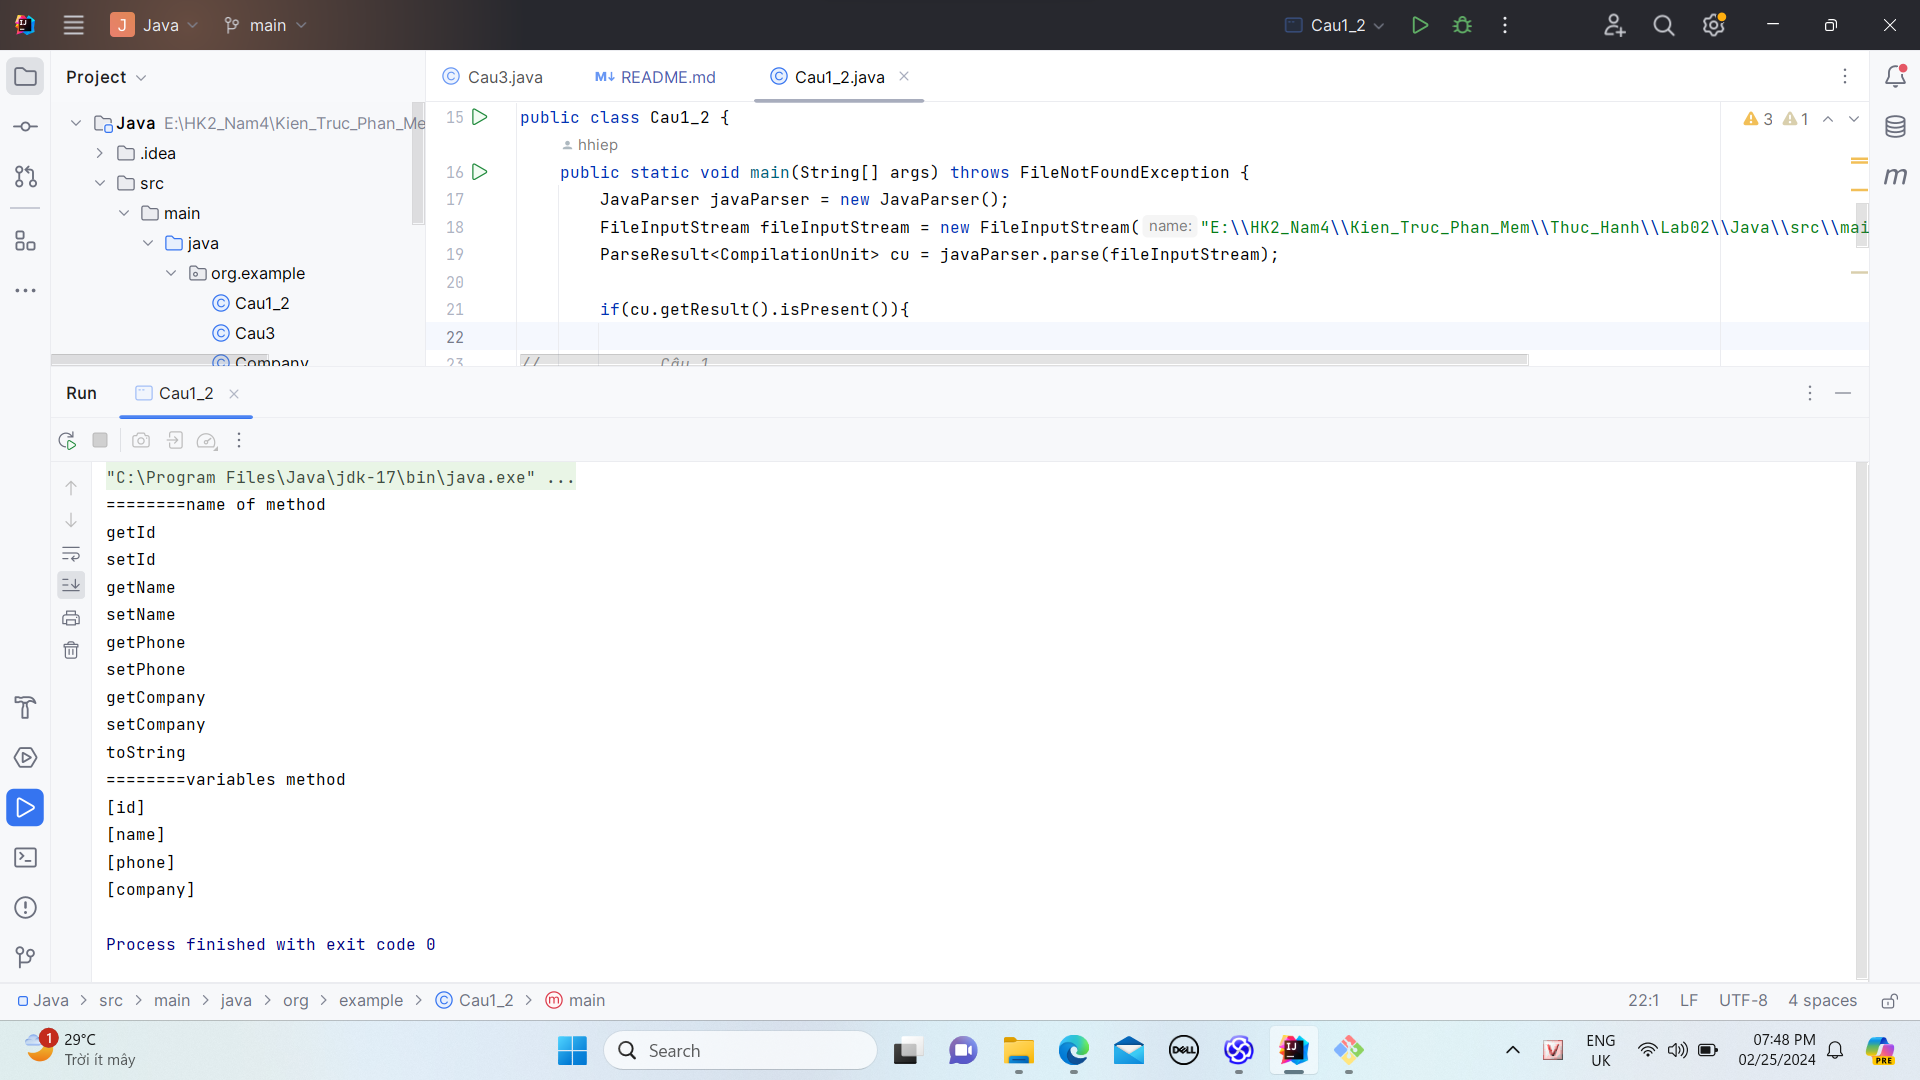 J Java main Cau1_2
Project
Java E:\HK2_Nam4\Kien_Truc_Phan_Me
.idea
src
main
java
org.example
Cau1_2
Cau3
Company
Cau3.java README.md Cau1_2.java
3 1
15 public class Cau1_2 {
hhiep
16 public static void main(String[] args) throws FileNotFoundException {
17 JavaParser javaParser = new JavaParser();
18 FileInputStream fileInputStream = new FileInputStream( name: "E:\\HK2_Nam4\\Kien_Truc_Phan_Mem\\Thuc_Hanh\\Lab02\\Java\\src\\mai
19 ParseResult<CompilationUnit> cu = javaParser.parse(fileInputStream);
20
21 if(cu.getResult().isPresent()){
22
23 // Câu 1
Run Cau1_2
"C:\Program Files\Java\jdk-17\bin\java.exe" ...
========name of method
getId
setId
getName
setName
getPhone
setPhone
getCompany
setCompany
toString
========variables method
[id]
[name]
[phone]
[company]
Process finished with exit code 0
Java > src > main > java > org > example > Cau1_2 > main
22:1 LF UTF-8 4 spaces
1 29°C
Trời ít mây
Search
DELL
ENG
UK
07:48 PM
02/25/2024
PRE